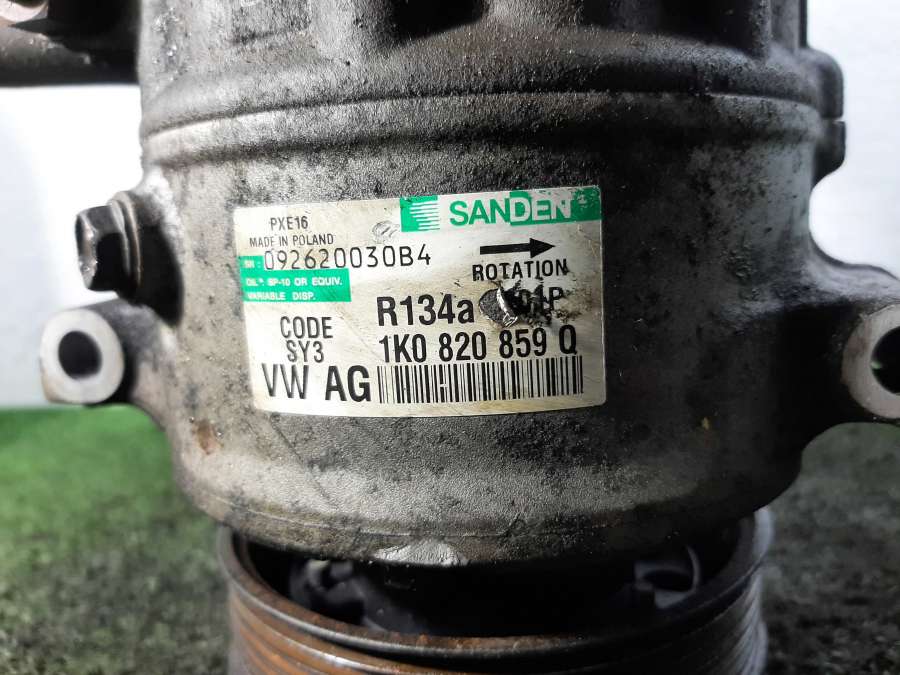 PXE16
SANDEN
MADE IN POLAND
SN: 092620030B4
ROTATION
OIL: SP-10 OR EQUIV.
VARIABLE DISP.
R134a
CODE
SY3
1K0 820 859 Q
VW AG